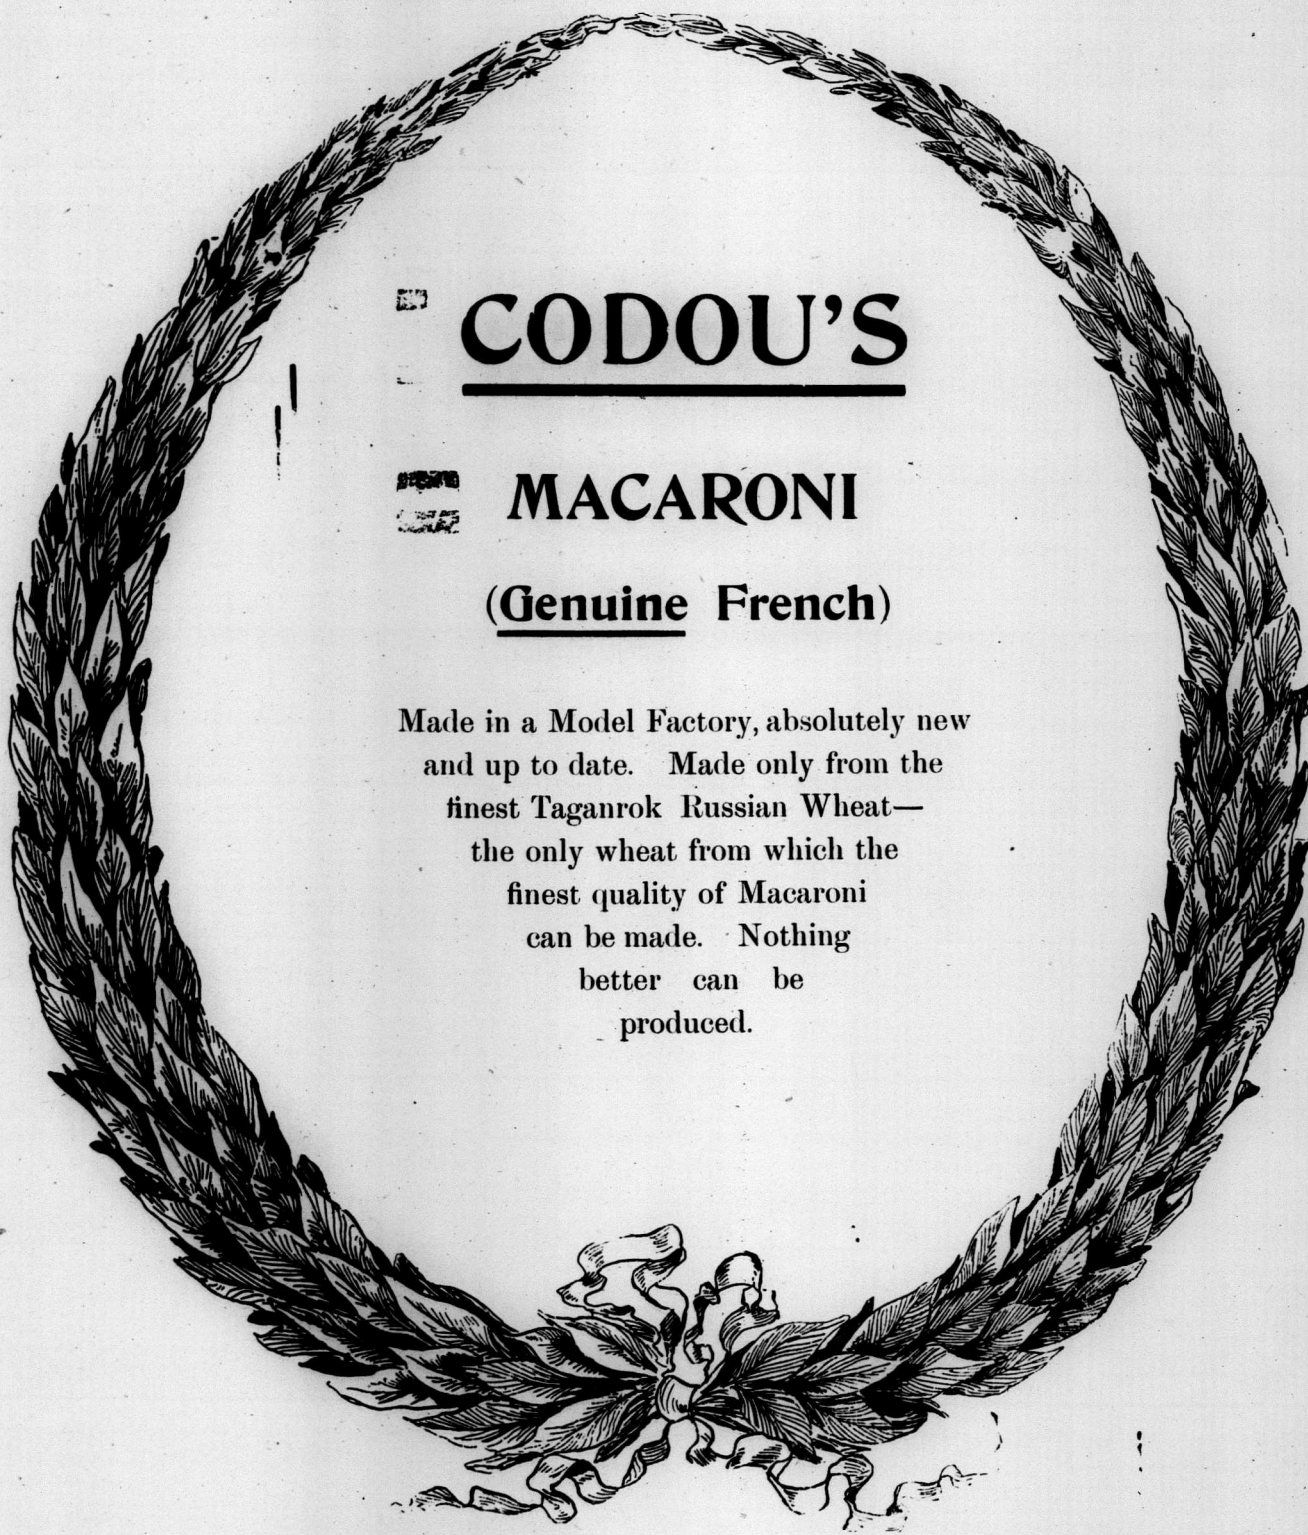 CODOU'S
MACARONI
(Genuine French)
Made in a Model Factory, absolutely new
and up to date. Made only from the
finest Taganrok Russian Wheat—
the only wheat from which the
finest quality of Macaroni
can be made. Nothing
better can be
produced.